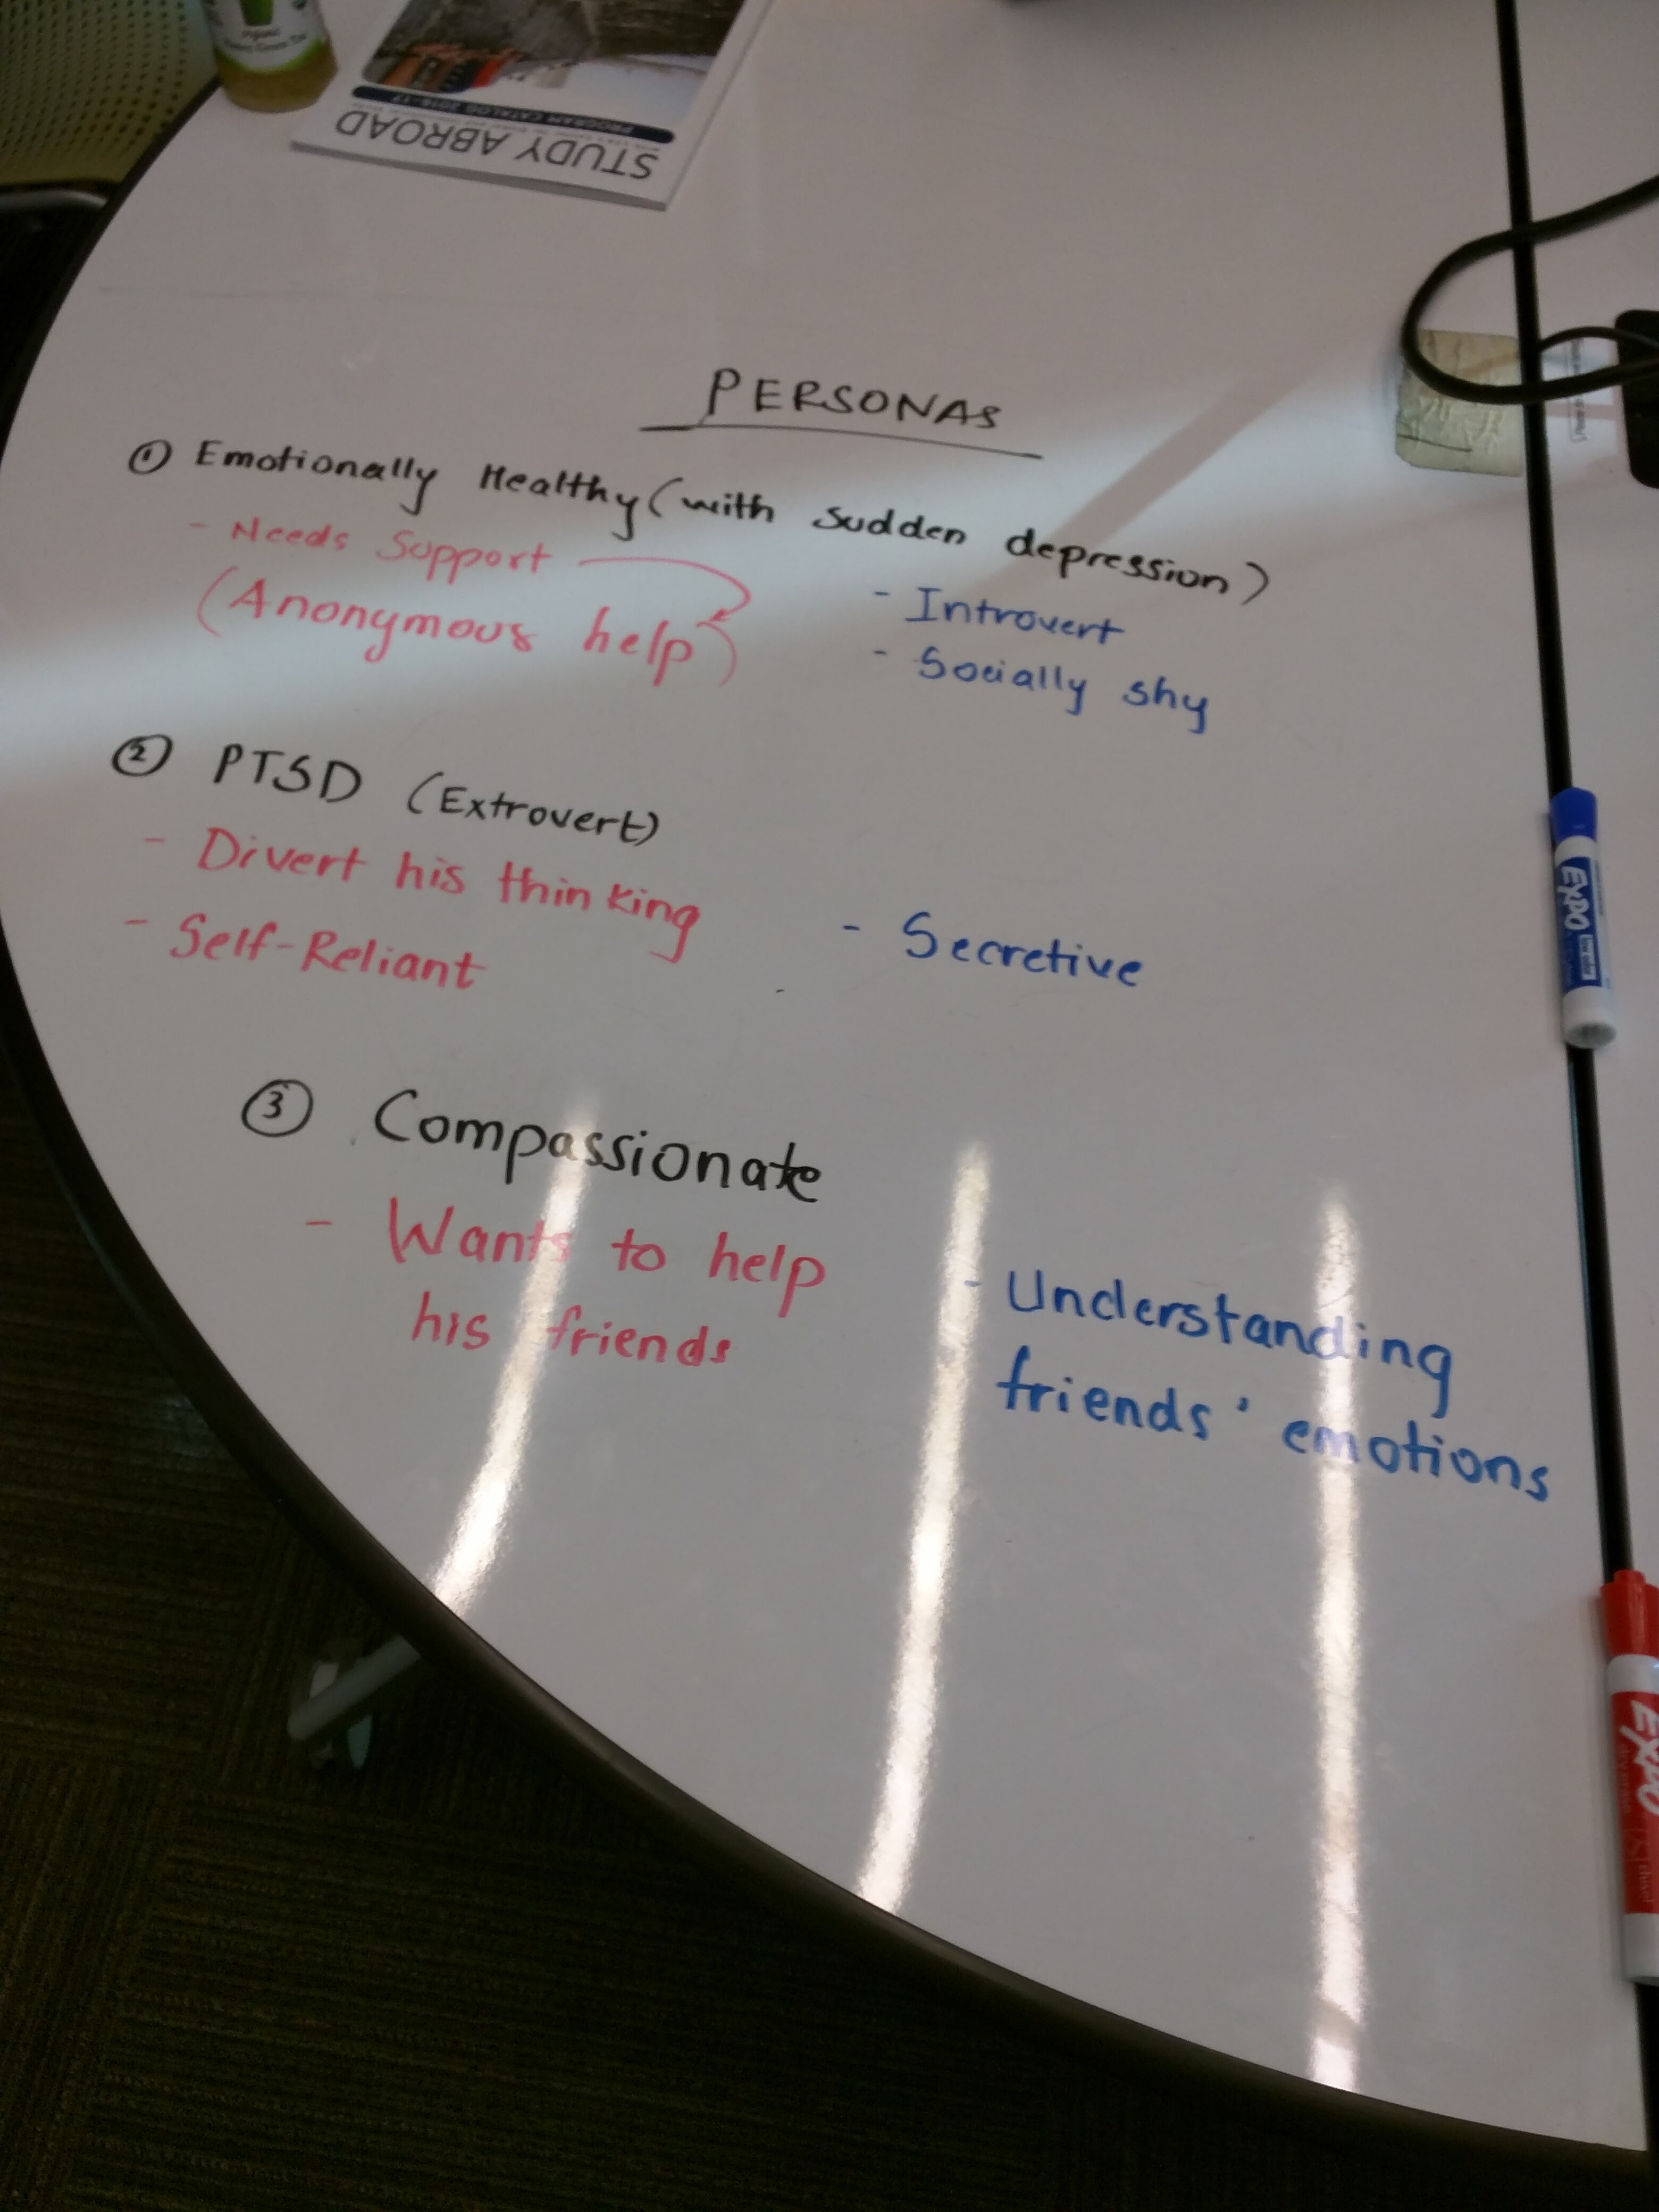 Organic
STUDY ABROAD
PROGRAM CATALOG 2016-17
PERSONAS
① Emotionally Healthy (with sudden depression)
- Needs Support
(Anonymous help)
- Introvert
- Socially shy
② PTSD (Extrovert)
- Divert his thinking
- Self-Reliant
- Secretive
③ Compassionate
- Wants to help
his friends
- Understanding
friends' emotions
EXPO
EXPO